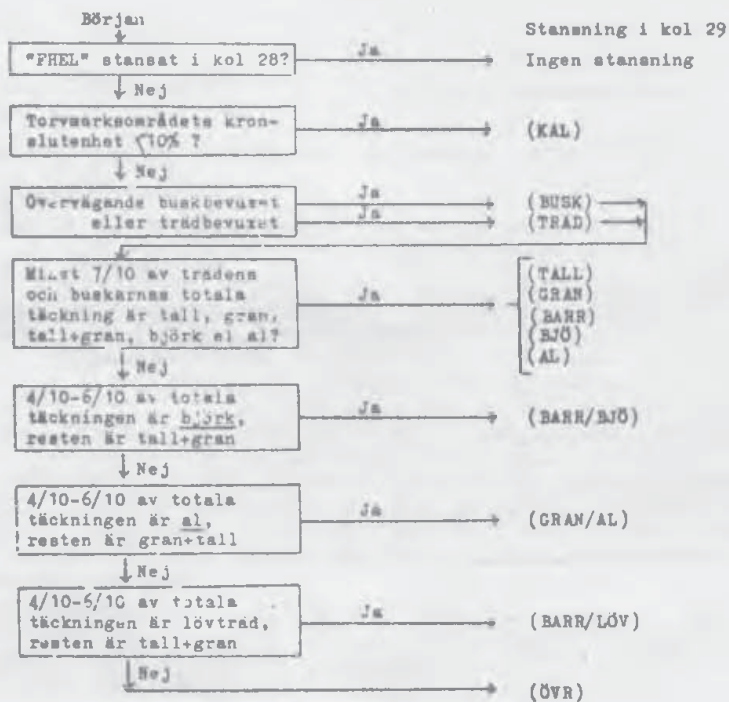 Början
Stansning i kol 29
"FHEL" stansat i kol 28?
Ja
Ingen stansning
Nej
Torvmarksområdets kron-
slutenhet <10% ?
Ja
(KAL)
Nej
Övervägande buskbevuxet
eller trädbevuxet
Ja
Ja
(BUSK)
(TRÄD)
Minst 7/10 av trädens
och buskarnas totala
täckning är tall, gran,
tall+gran, björk el al?
Ja
(TALL)
(GRAN)
(BARR)
(BJÖ)
(AL)
Nej
4/10-6/10 av totala
täckningen är björk,
resten är tall+gran
Ja
(BARR/BJÖ)
Nej
4/10-6/10 av totala
täckningen är al,
resten är gran+tall
Ja
(GRAN/AL)
Nej
4/10-6/10 av totala
täckningen är lövträd,
resten är tall+gran
Ja
(BARR/LÖV)
Nej
(ÖVR)